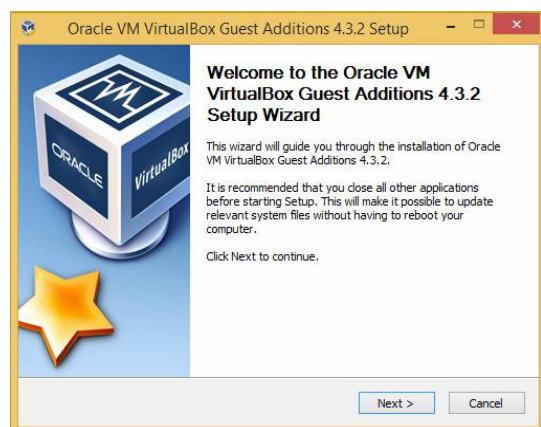 Oracle VM VirtualBox Guest Additions 4.3.2 Setup
ORACLE
VirtualBox
Welcome to the Oracle VM
VirtualBox Guest Additions 4.3.2
Setup Wizard
This wizard will guide you through the installation of Oracle
VM VirtualBox Guest Additions 4.3.2.
It is recommended that you close all other applications
before starting Setup. This will make it possible to update
relevant system files without having to reboot your
computer.
Click Next to continue.
Next >
Cancel